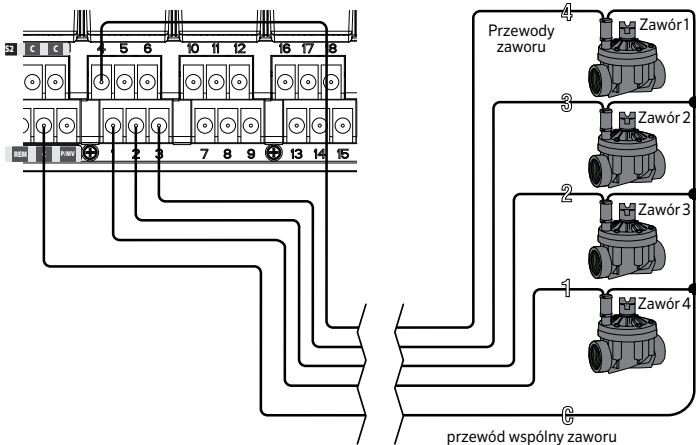 4
Przewody
zaworu
Zawór 1
S2 C C 4 5 6 10 11 12 16 17 18
3
Zawór 2
REM P/MV 2 3 7 8 9 13 14 15
2
Zawór 3
1
Zawór 4
C
przewód wspólny zaworu